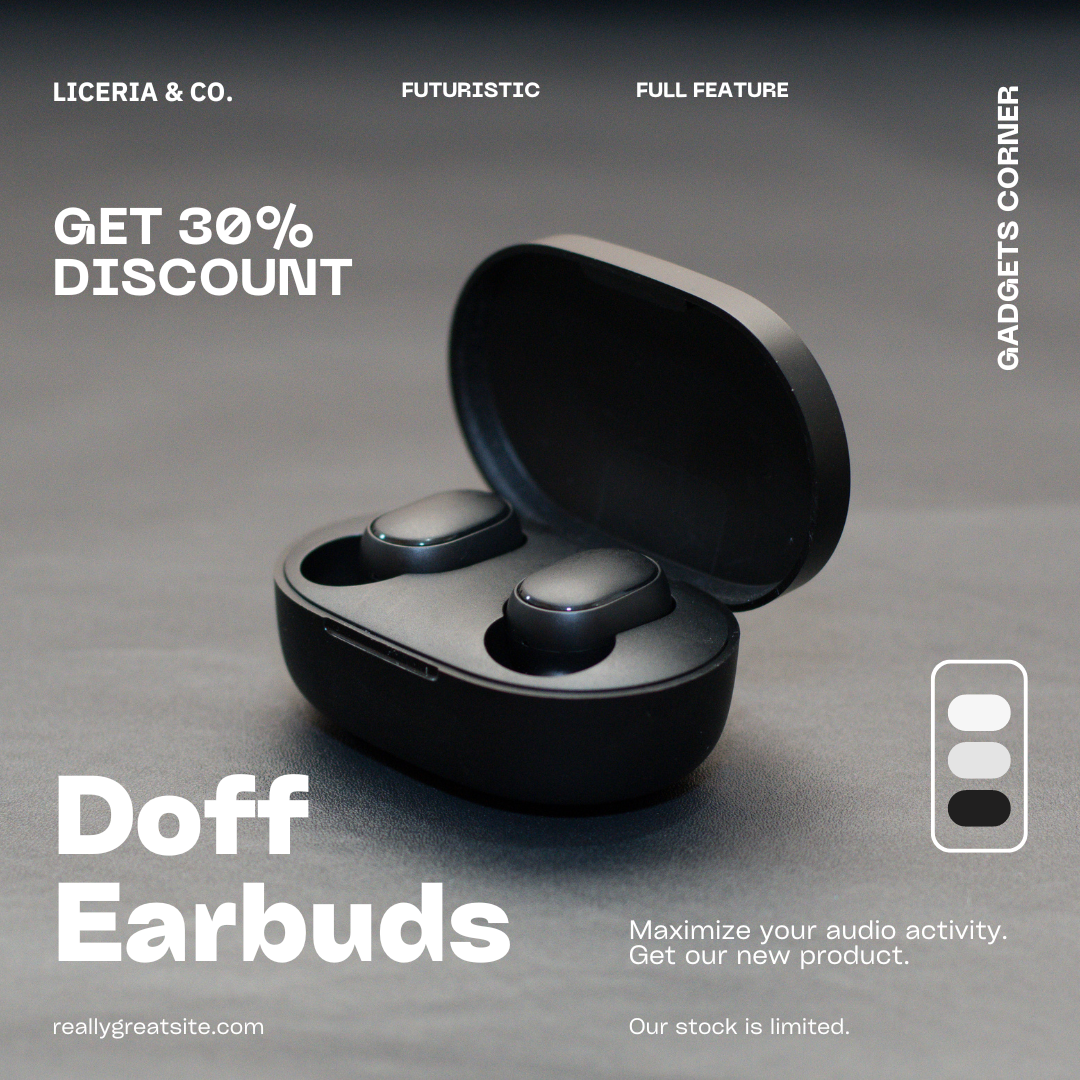 LICERIA & CO.
FUTURISTIC
FULL FEATURE
GADGETS CORNER
GET 30%
DISCOUNT
Doff
Earbuds
Maximize your audio activity.
Get our new product.
reallygreatsite.com
Our stock is limited.